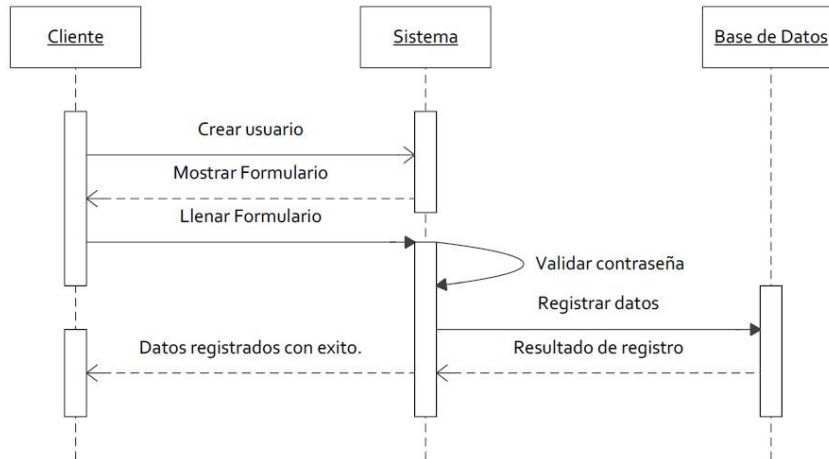 Cliente
Sistema
Base de Datos
Crear usuario
Mostrar Formulario
Llenar Formulario
Validar contraseña
Registrar datos
Datos registrados con exito.
Resultado de registro